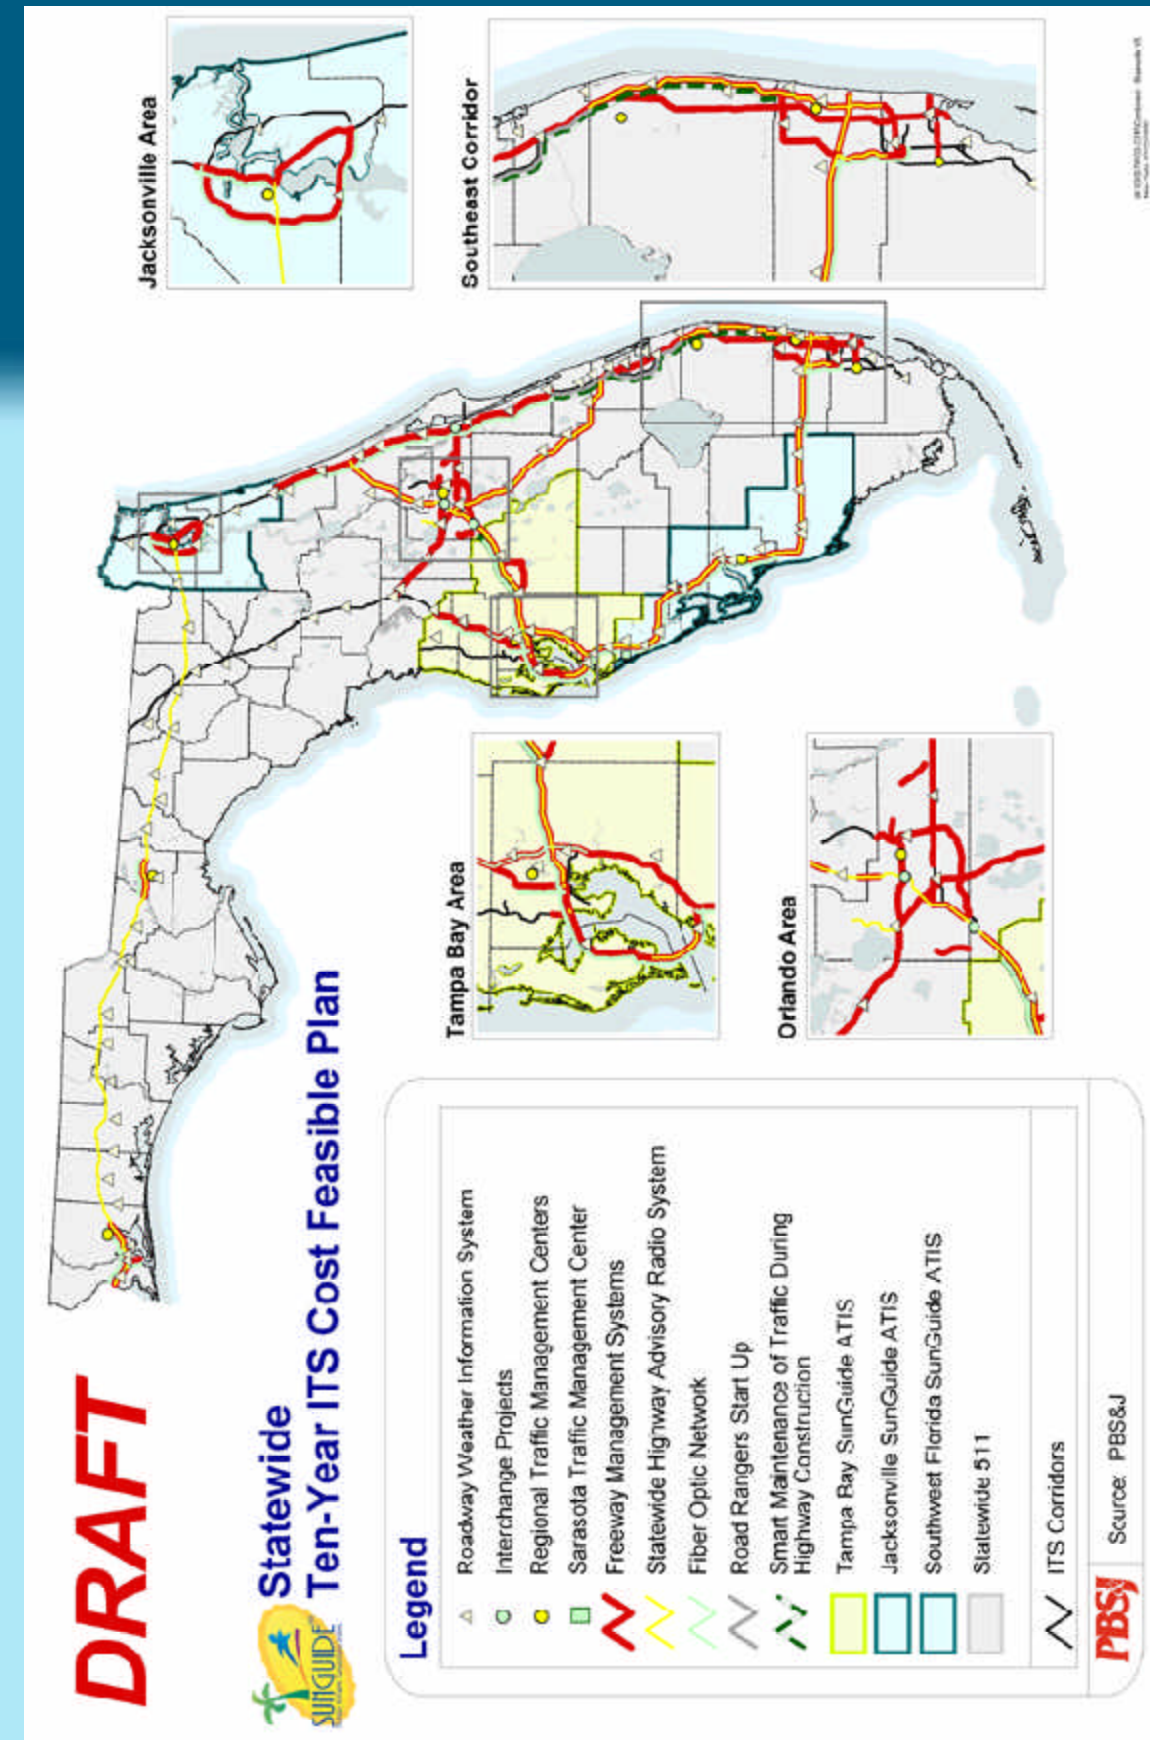 DRAFT
SUNGUIDE
Statewide
Ten-Year ITS Cost Feasible Plan
Legend
Roadway Weather Information System
Interchange Projects
Regional Traffic Management Centers
Sarasota Traffic Management Center
Freeway Management Systems
Statewide Highway Advisory Radio System
Fiber Optic Network
Road Rangers Start Up
Smart Maintenance of Traffic During
Highway Construction
Tampa Bay SunGuide ATIS
Jacksonville SunGuide ATIS
Southwest Florida SunGuide ATIS
Statewide 511
ITS Corridors
PBS&J
Source: PBS&J
Tampa Bay Area
Orlando Area
Jacksonville Area
Southeast Corridor